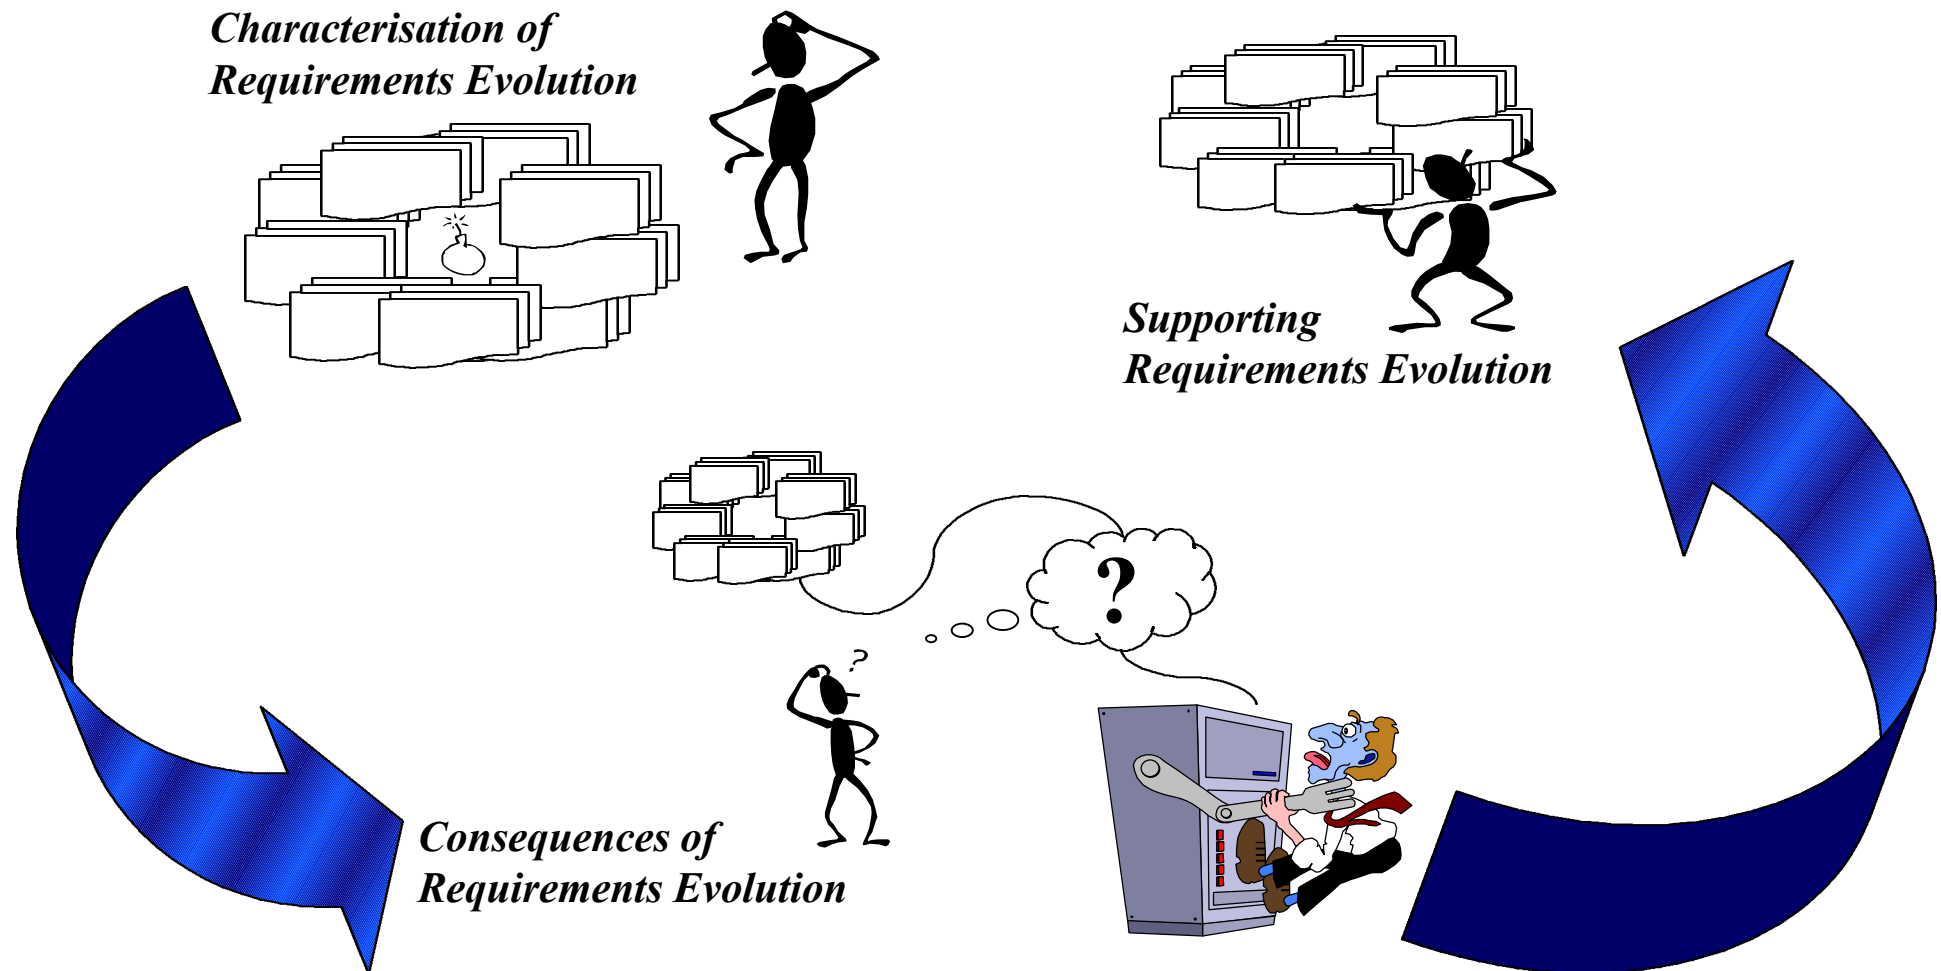 Characterisation of
Requirements Evolution
Supporting
Requirements Evolution
?
?
Consequences of
Requirements Evolution